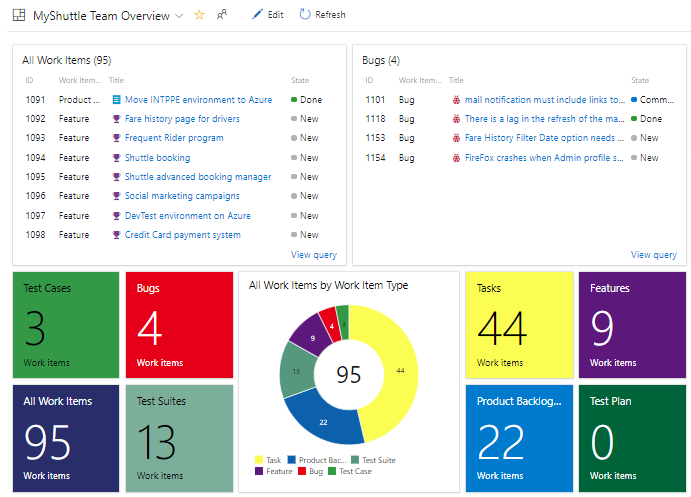 MyShuttle Team Overview
Edit
Refresh
All Work Items (95)
ID Work Item... Title State
1091 Product ... Move INTPPE environment to Azure Done
1092 Feature Fare history page for drivers New
1093 Feature Frequent Rider program New
1094 Feature Shuttle booking New
1095 Feature Shuttle advanced booking manager New
1096 Feature Social marketing campaigns New
1097 Feature DevTest environment on Azure New
1098 Feature Credit Card payment system New
View query
Bugs (4)
ID Work Item... Title State
1101 Bug mail notification must include links to... Comm...
1118 Bug There is a lag in the refresh of the ma... Done
1153 Bug Fare History Filter Date option needs ... New
1154 Bug FireFox crashes when Admin profile s... New
View query
Test Cases
3
Work items
Bugs
4
Work items
All Work Items
95
Work items
Test Suites
13
Work items
All Work Items by Work Item Type
3
4
9
13
44
95
22
Task Product Bac... Test Suite
Feature Bug Test Case
Tasks
44
Work items
Features
9
Work items
Product Backlog...
22
Work items
Test Plan
0
Work items